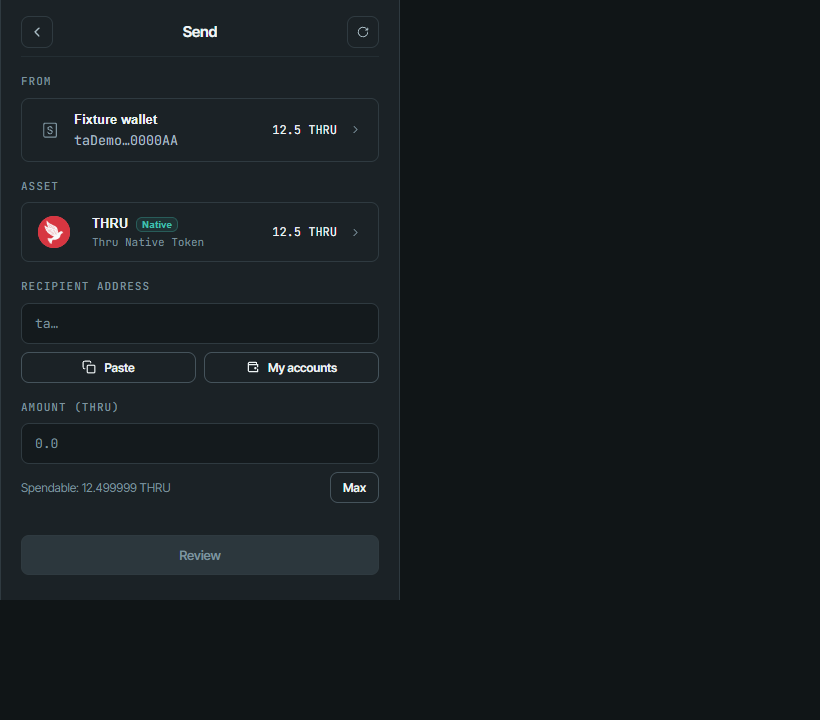 Send
FROM
S
Fixture wallet
taDemo…0000AA
12.5 THRU
ASSET
THRU Native
Thru Native Token
12.5 THRU
RECIPIENT ADDRESS
ta…
Paste
My accounts
AMOUNT (THRU)
0.0
Spendable: 12.499999 THRU
Max
Review